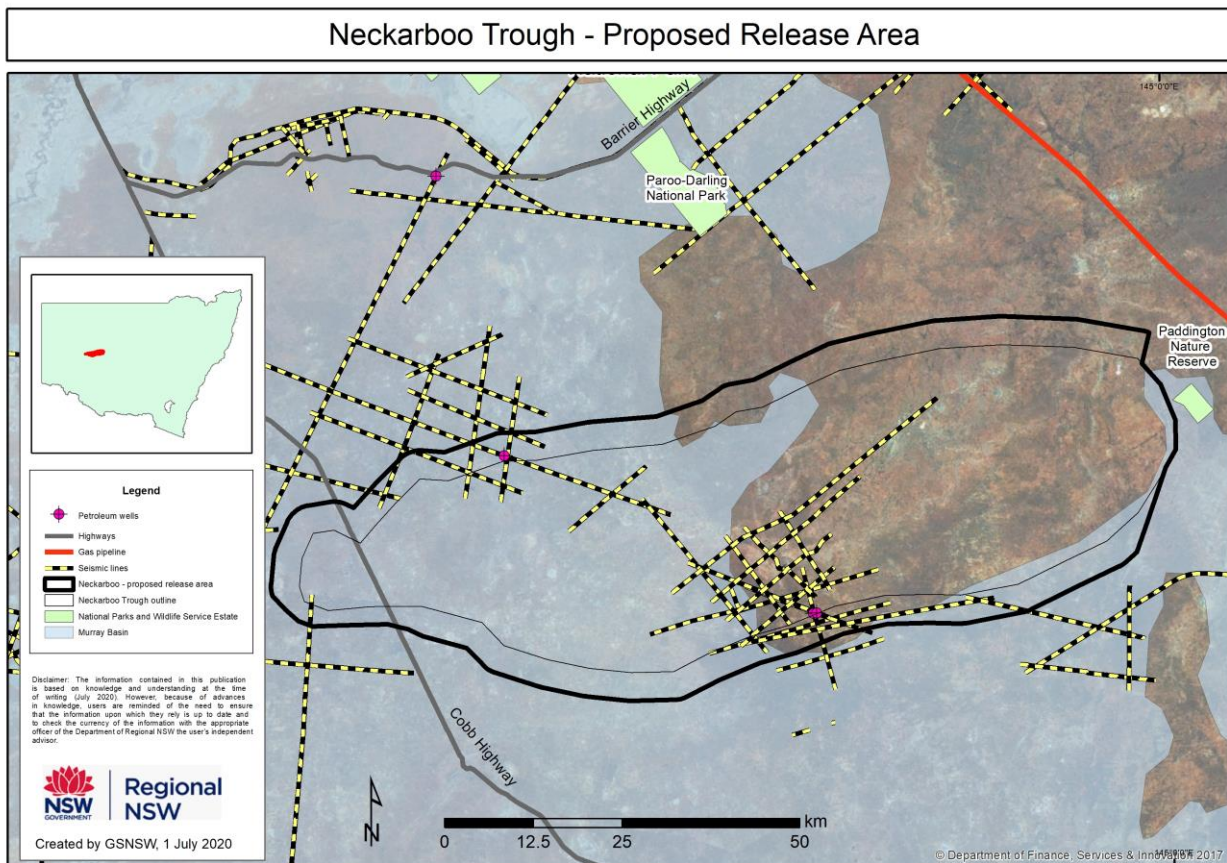 Neckarboo Trough - Proposed Release Area
145°0'0"E
Barrier Highway
Paroo-Darling
National Park
Paddington
Nature
Reserve
Legend
Petroleum wells
Highways
Gas pipeline
Seismic lines
Neckarboo - proposed release area
Neckarboo Trough outline
National Parks and Wildlife Service Estate
Murray Basin
Disclaimer: The information contained in this publication
is based on knowledge and understanding at the time
of writing (July 2020). However, because of advances
in knowledge, users are reminded of the need to ensure
that the information upon which they rely is up to date and
to check the currency of the information with the appropriate
officer of the Department of Regional NSW the user's independent
advisor.
NSW
GOVERNMENT
Regional
NSW
Created by GSNSW, 1 July 2020
Cobb Highway
N
km
0 12.5 25 50
© Department of Finance, Services & Innovation 2017